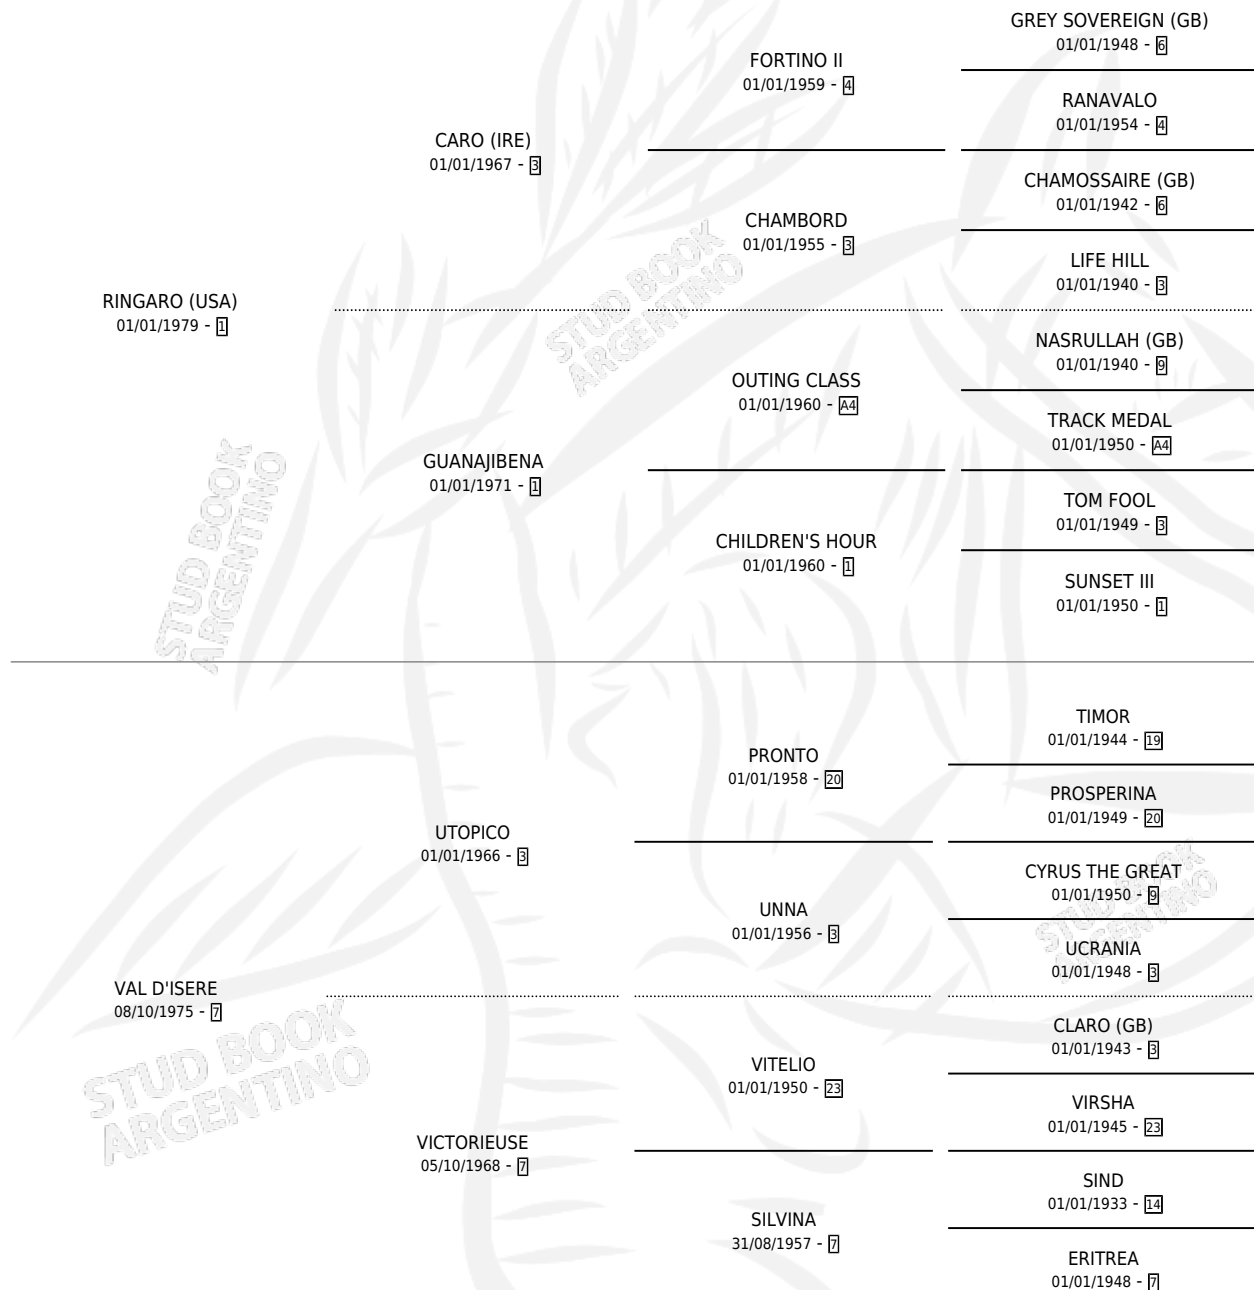 GREY SOVEREIGN (GB)
01/01/1948 - 6
FORTINO II
01/01/1959 - 4
RANAVALO
01/01/1954 - 4
CARO (IRE)
01/01/1967 - 3
CHAMOSSAIRE (GB)
01/01/1942 - 6
CHAMBORD
01/01/1955 - 3
LIFE HILL
01/01/1940 - 3
RINGARO (USA)
01/01/1979 - 1
NASRULLAH (GB)
01/01/1940 - 9
OUTING CLASS
01/01/1960 - A4
TRACK MEDAL
01/01/1950 - A4
GUANAJIBENA
01/01/1971 - 1
TOM FOOL
01/01/1949 - 3
CHILDREN'S HOUR
01/01/1960 - 1
SUNSET III
01/01/1950 - 1
TIMOR
01/01/1944 - 19
PRONTO
01/01/1958 - 20
PROSPERINA
01/01/1949 - 20
UTOPICO
01/01/1966 - 3
CYRUS THE GREAT
01/01/1950 - 9
UNNA
01/01/1956 - 3
UCRANIA
01/01/1948 - 3
VAL D'ISERE
08/10/1975 - 7
CLARO (GB)
01/01/1943 - 3
VITELIO
01/01/1950 - 23
VIRSHA
01/01/1945 - 23
VICTORIEUSE
05/10/1968 - 7
SIND
01/01/1933 - 14
SILVINA
31/08/1957 - 7
ERITREA
01/01/1948 - 7
STUD BOOK
ARGENTINO
STUD BOOK
ARGENTINO
STUD BOOK
ARGENTINO
STUD BOOK
ARGENTINO